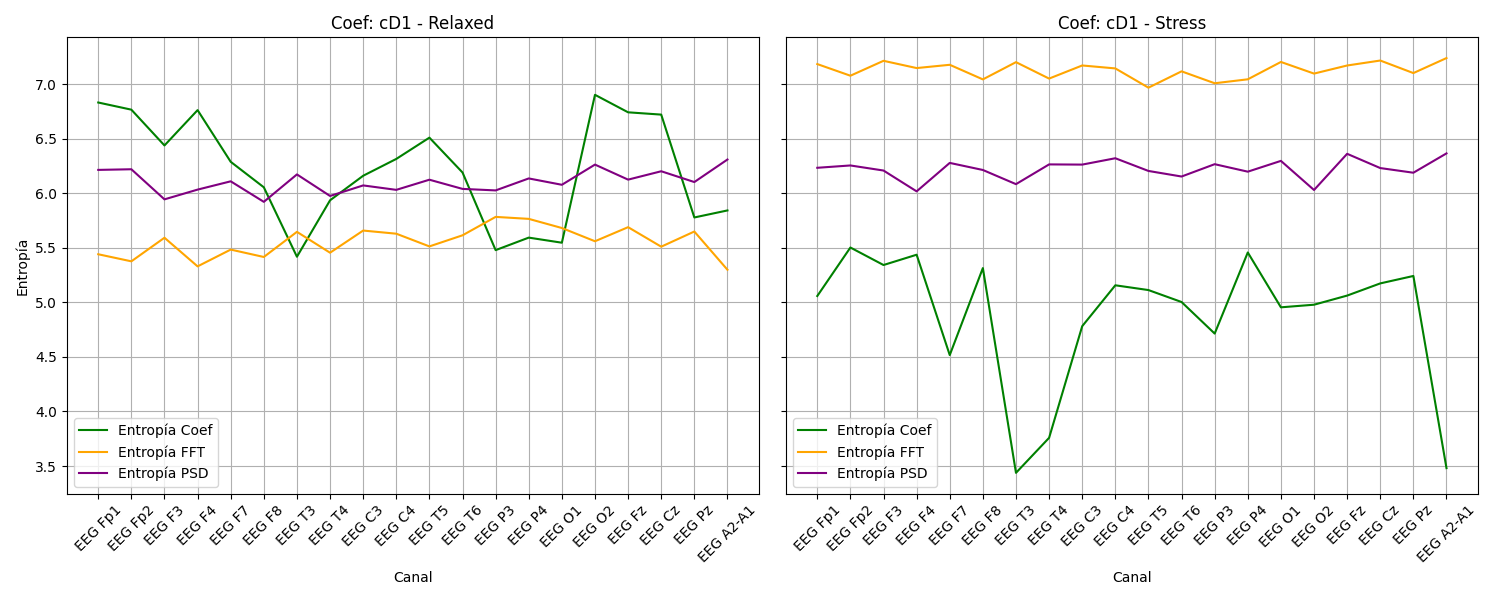 Coef: cD1 - Relaxed
Entropía
7.0
6.5
6.0
5.5
5.0
4.5
4.0
3.5
Entropía Coef
Entropía FFT
Entropía PSD
EEG Fp1
EEG Fp2
EEG F3
EEG F4
EEG F7
EEG F8
EEG T3
EEG T4
EEG C3
EEG C4
EEG T5
EEG T6
EEG P3
EEG P4
EEG O1
EEG O2
EEG Fz
EEG Cz
EEG Pz
EEG A2-A1
Canal
Coef: cD1 - Stress
Entropía Coef
Entropía FFT
Entropía PSD
EEG Fp1
EEG Fp2
EEG F3
EEG F4
EEG F7
EEG F8
EEG T3
EEG T4
EEG C3
EEG C4
EEG T5
EEG T6
EEG P3
EEG P4
EEG O1
EEG O2
EEG Fz
EEG Cz
EEG Pz
EEG A2-A1
Canal